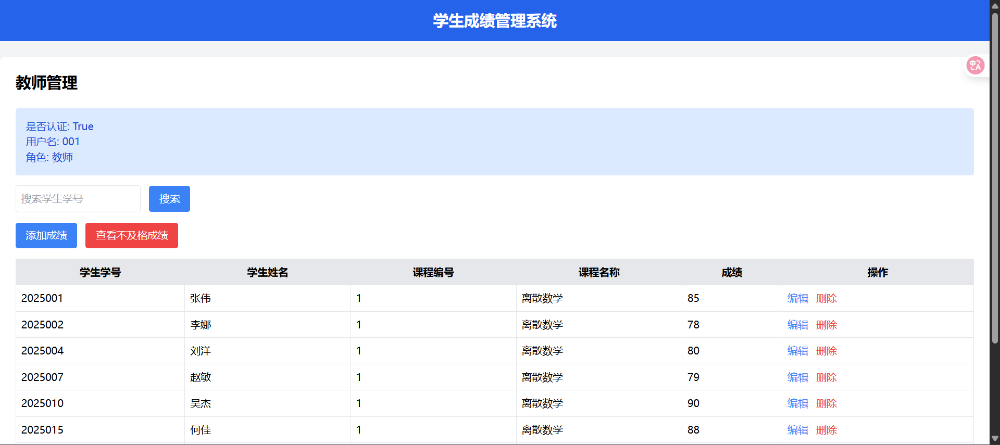 学生成绩管理系统
教师管理
是否认证: True
用户名: 001
角色: 教师
搜索学生学号 搜索
添加成绩 查看不及格成绩
学生学号 学生姓名 课程编号 课程名称 成绩 操作
2025001 张伟 1 离散数学 85 编辑 删除
2025002 李娜 1 离散数学 78 编辑 删除
2025004 刘洋 1 离散数学 80 编辑 删除
2025007 赵敏 1 离散数学 79 编辑 删除
2025010 吴杰 1 离散数学 90 编辑 删除
2025015 何佳 1 离散数学 88 编辑 删除